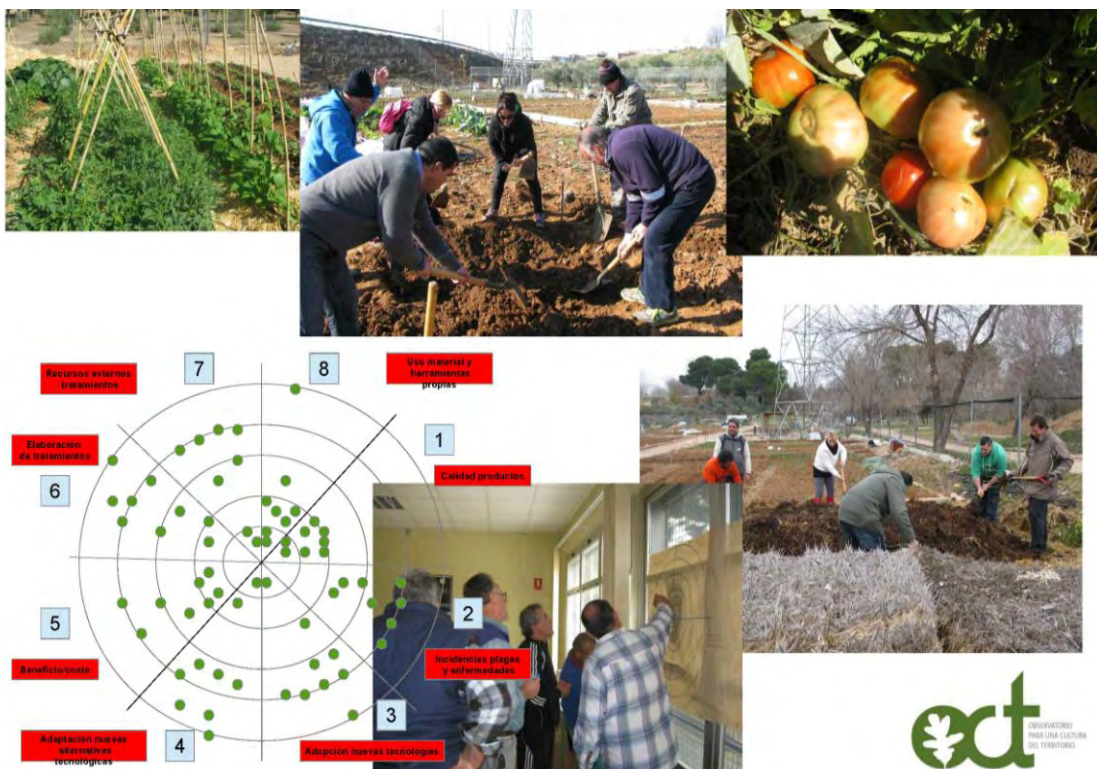 7
8
Recursos externos
tratamientos
Uso material y
herramientas
propias
1
Elaboración
de tratamientos
Calidad productos
6
5
2
Beneficio/coste
Incidencias plagas
y enfermedades
3
4
Adaptación nuevas
alternativas
tecnológicas
Adopción nuevas tecnologías
oct
OBSERVATORIO
PARA UNA CULTURA
DEL TERRITORIO